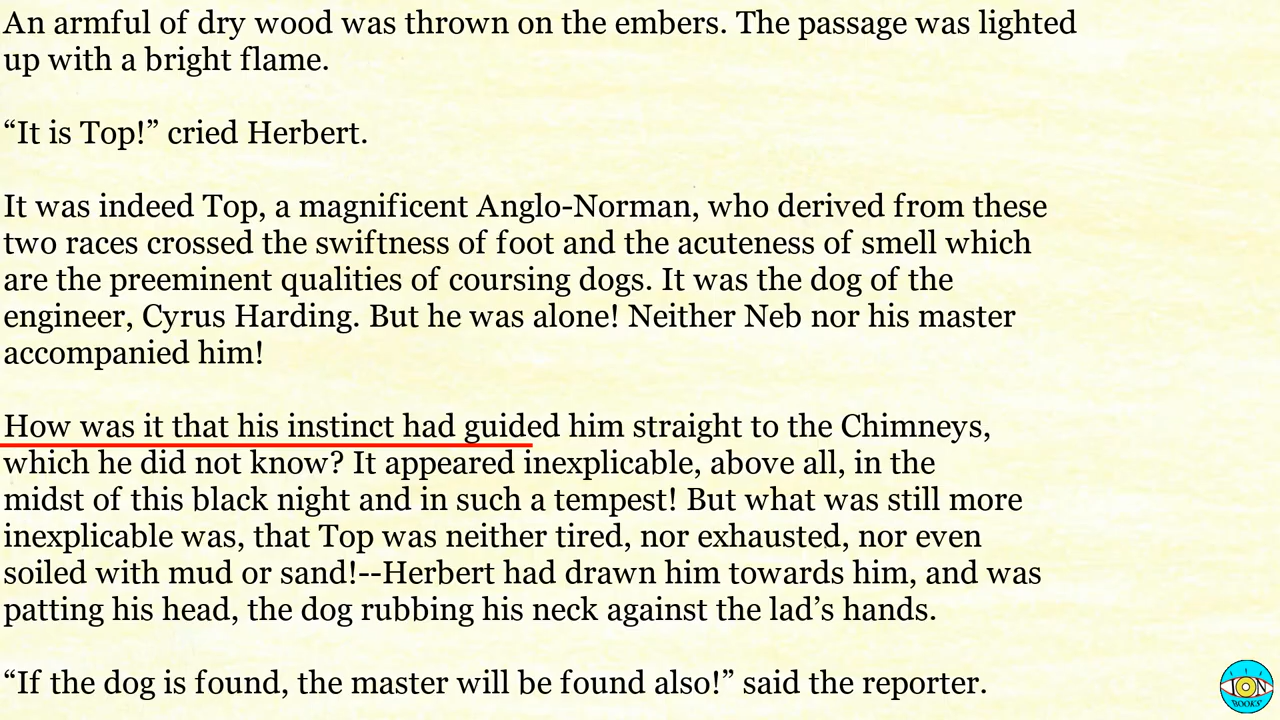 An armful of dry wood was thrown on the embers. The passage was lighted
up with a bright flame.
“It is Top!” cried Herbert.
It was indeed Top, a magnificent Anglo-Norman, who derived from these
two races crossed the swiftness of foot and the acuteness of smell which
are the preeminent qualities of coursing dogs. It was the dog of the
engineer, Cyrus Harding. But he was alone! Neither Neb nor his master
accompanied him!
How was it that his instinct had guided him straight to the Chimneys,
which he did not know? It appeared inexplicable, above all, in the
midst of this black night and in such a tempest! But what was still more
inexplicable was, that Top was neither tired, nor exhausted, nor even
soiled with mud or sand!--Herbert had drawn him towards him, and was
patting his head, the dog rubbing his neck against the lad’s hands.
“If the dog is found, the master will be found also!” said the reporter.
ION
BOOKS